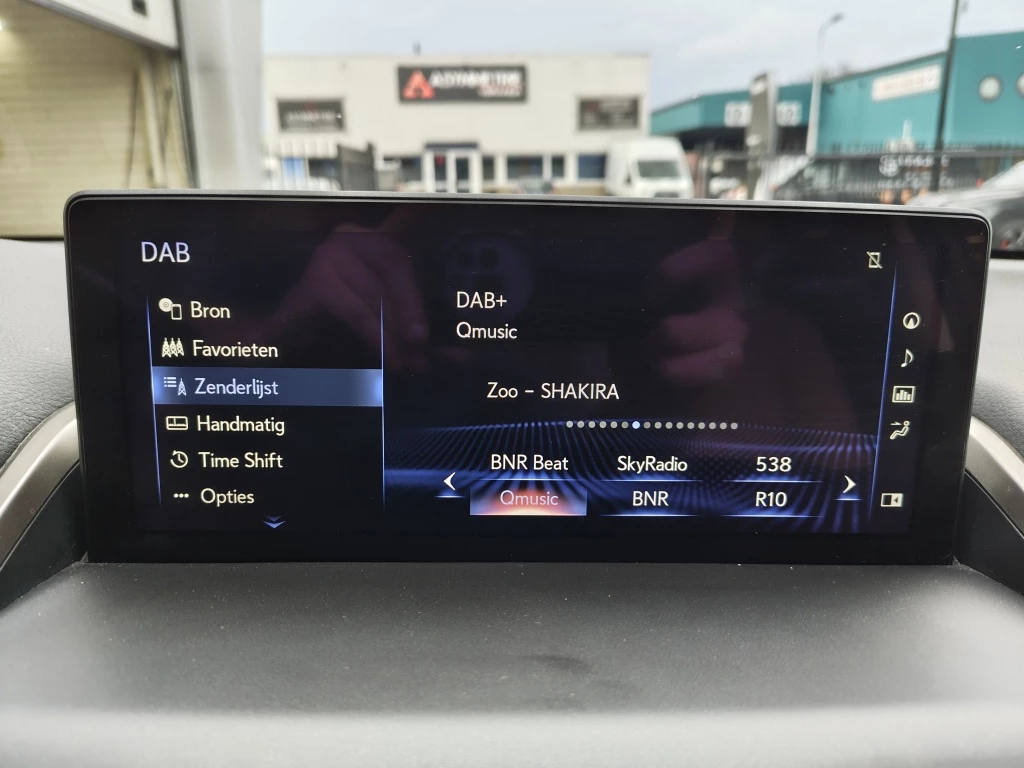 ASYMMETRIE
DAB
Bron
Favorieten
Zenderlijst
Handmatig
Time Shift
Opties
DAB+
Qmusic
Zoo – SHAKIRA
BNR Beat
SkyRadio
538
Qmusic
BNR
R10